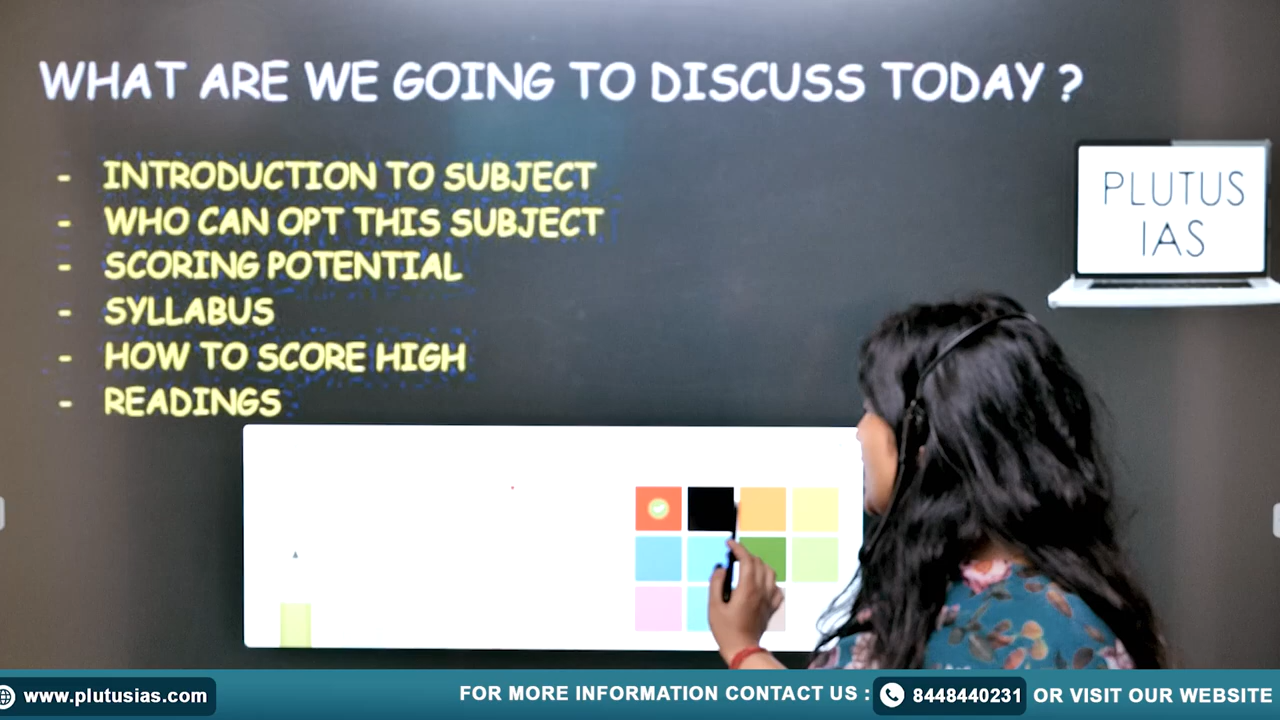 WHAT ARE WE GOING TO DISCUSS TODAY ?
- INTRODUCTION TO SUBJECT
- WHO CAN OPT THIS SUBJECT
- SCORING POTENTIAL
- SYLLABUS
- HOW TO SCORE HIGH
- READINGS
PLUTUS
IAS
www.plutusias.com
FOR MORE INFORMATION CONTACT US : 8448440231 OR VISIT OUR WEBSITE